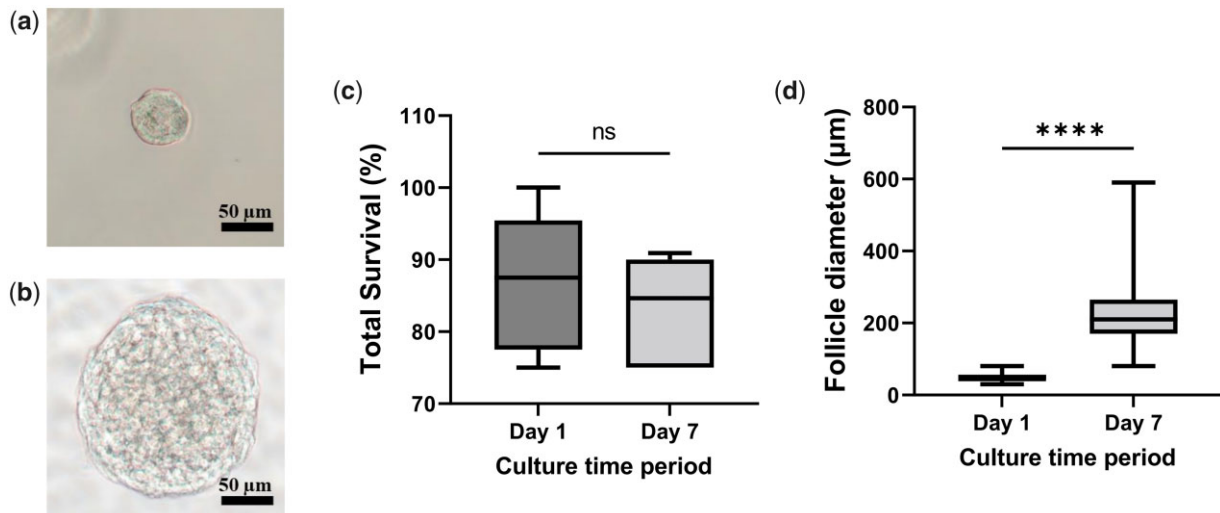 (a)
50 µm
(b)
50 µm
(c)
Total Survival (%)
110
100
90
80
70
ns
Day 1
Day 7
Culture time period
(d)
Follicle diameter (µm)
800
600
400
200
0
****
Day 1
Day 7
Culture time period